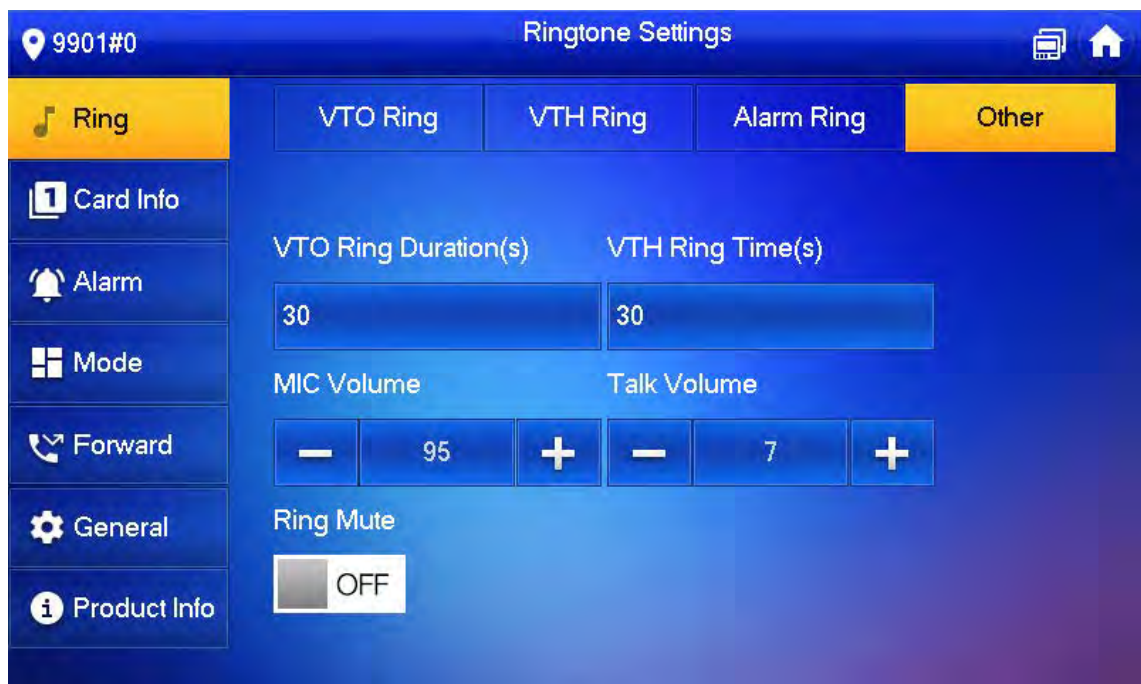 9901#0
Ringtone Settings
Ring
VTO Ring
VTH Ring
Alarm Ring
Other
1 Card Info
Alarm
Mode
Forward
General
i Product Info
VTO Ring Duration(s)
VTH Ring Time(s)
30
30
MIC Volume
Talk Volume
95
7
Ring Mute
OFF